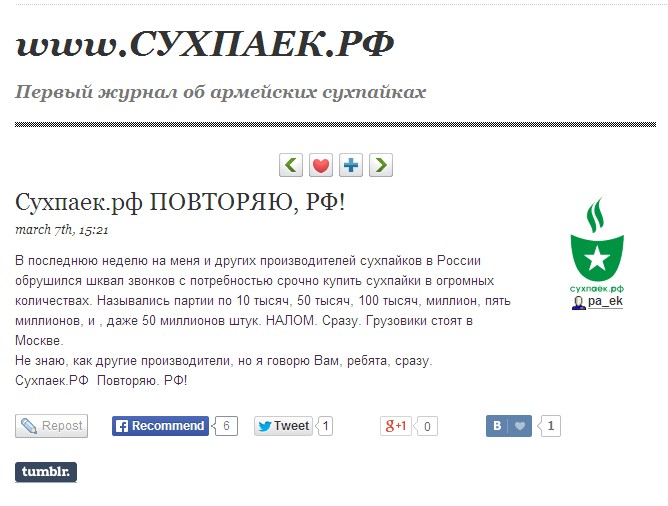 www.СУХПАЕК.РФ
Первый журнал об армейских сухпайках
Сухпаек.рф ПОВТОРЯЮ, РФ!
march 7th, 15:21
сухпаек.рф
pa_ek
В последнюю неделю на меня и других производителей сухпайков в России
обрушился шквал звонков с потребностью срочно купить сухпайки в огромных
количествах. Назывались партии по 10 тысяч, 50 тысяч, 100 тысяч, миллион, пять
миллионов, и , даже 50 миллионов штук. НАЛОМ. Сразу. Грузовики стоят в
Москве.
Не знаю, как другие производители, но я говорю Вам, ребята, сразу.
Сухпаек.РФ  Повторяю. РФ!
Repost Recommend 6 Tweet 1 g+1 0 B 1
tumblr.